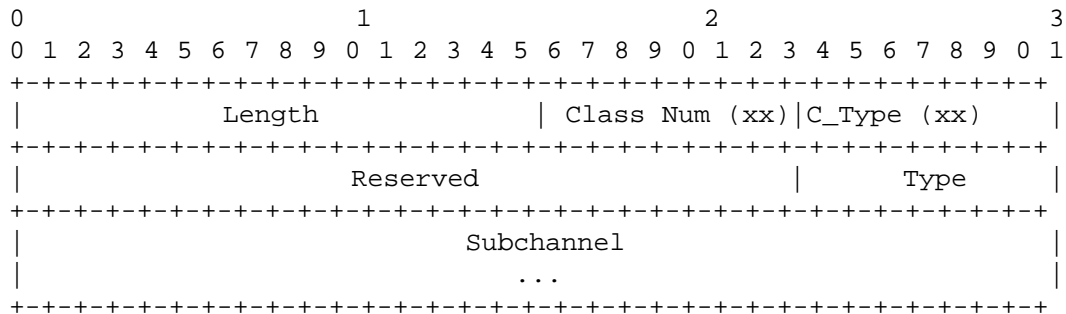 0                   1                   2                   3
0 1 2 3 4 5 6 7 8 9 0 1 2 3 4 5 6 7 8 9 0 1 2 3 4 5 6 7 8 9 0 1
+-+-+-+-+-+-+-+-+-+-+-+-+-+-+-+-+-+-+-+-+-+-+-+-+-+-+-+-+-+-+-+-+
|            Length             | Class Num (xx)|C_Type (xx)    |
+-+-+-+-+-+-+-+-+-+-+-+-+-+-+-+-+-+-+-+-+-+-+-+-+-+-+-+-+-+-+-+-+
|                    Reserved                   |      Type     |
+-+-+-+-+-+-+-+-+-+-+-+-+-+-+-+-+-+-+-+-+-+-+-+-+-+-+-+-+-+-+-+-+
|                           Subchannel                          |
|                              ...                              |
+-+-+-+-+-+-+-+-+-+-+-+-+-+-+-+-+-+-+-+-+-+-+-+-+-+-+-+-+-+-+-+-+